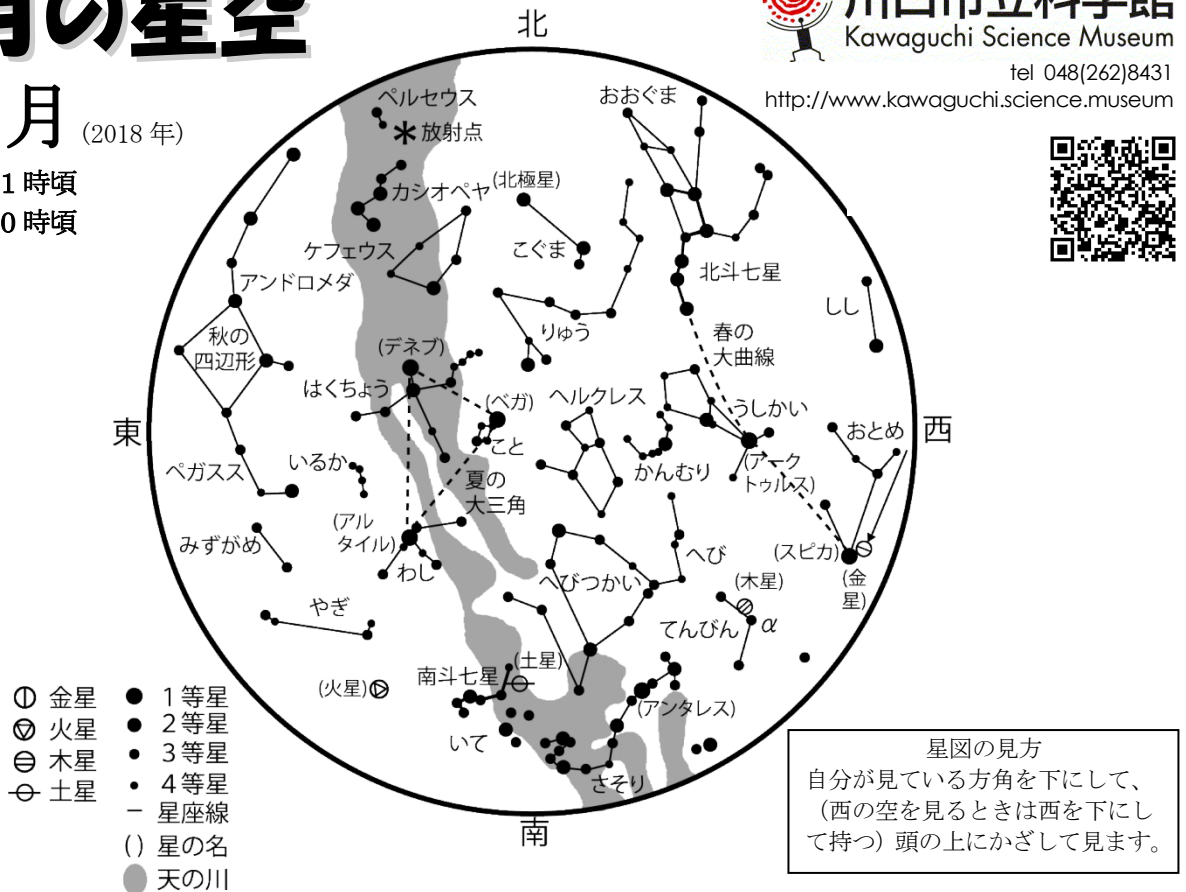 月の星空
月(2018 年)
1 時頃
0 時頃
川口市立科学館
Kawaguchi Science Museum
tel 048(262)8431
http://www.kawaguchi.science.museum
北
ペルセウス
*放射点
おおぐま
カシオペヤ
(北極星)
ケフェウス
こぐま
北斗七星
アンドロメダ
しし
りゅう
春の
大曲線
秋の
四辺形
(デネブ)
はくちょう
(ベガ)
ヘルクレス
うしかい
東
西
おとめ
こと
ペガスス
いるか
かんむり
(アーク
トゥルス)
夏の
大三角
(アル
タイル)
みずがめ
わし
へび
へびつかい
(スピカ)
(金
星)
(木星)
やぎ
てんびん
α
(土星)
南斗七星
(火星)
(アンタレス)
いて
さそり
南
金星
火星
木星
土星
1等星
2等星
3等星
4等星
星座線
() 星の名
天の川
星図の見方
自分が見ている方角を下にして、
(西の空を見るときは西を下にし
て持つ) 頭の上にかざして見ます。